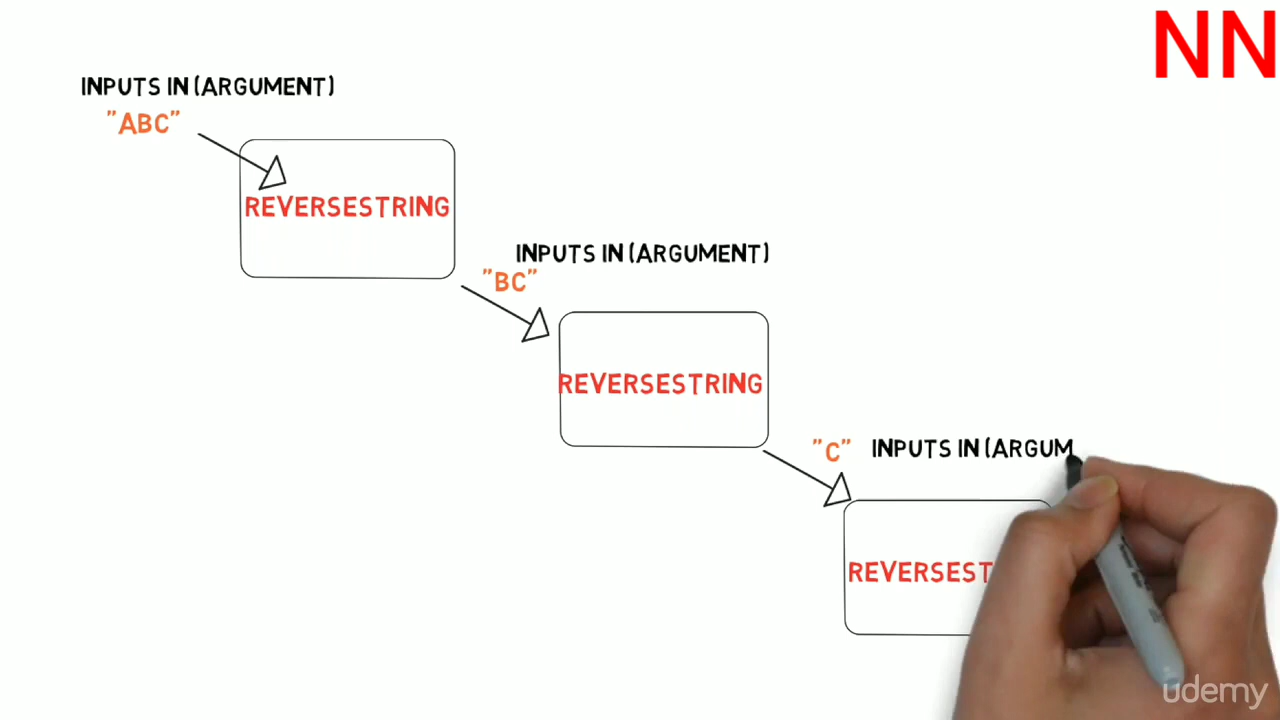 NN
INPUTS IN (ARGUMENT)
"ABC"
REVERSESTRING
INPUTS IN (ARGUMENT)
"BC"
REVERSESTRING
"C" INPUTS IN (ARGUM
REVERSEST
udemy